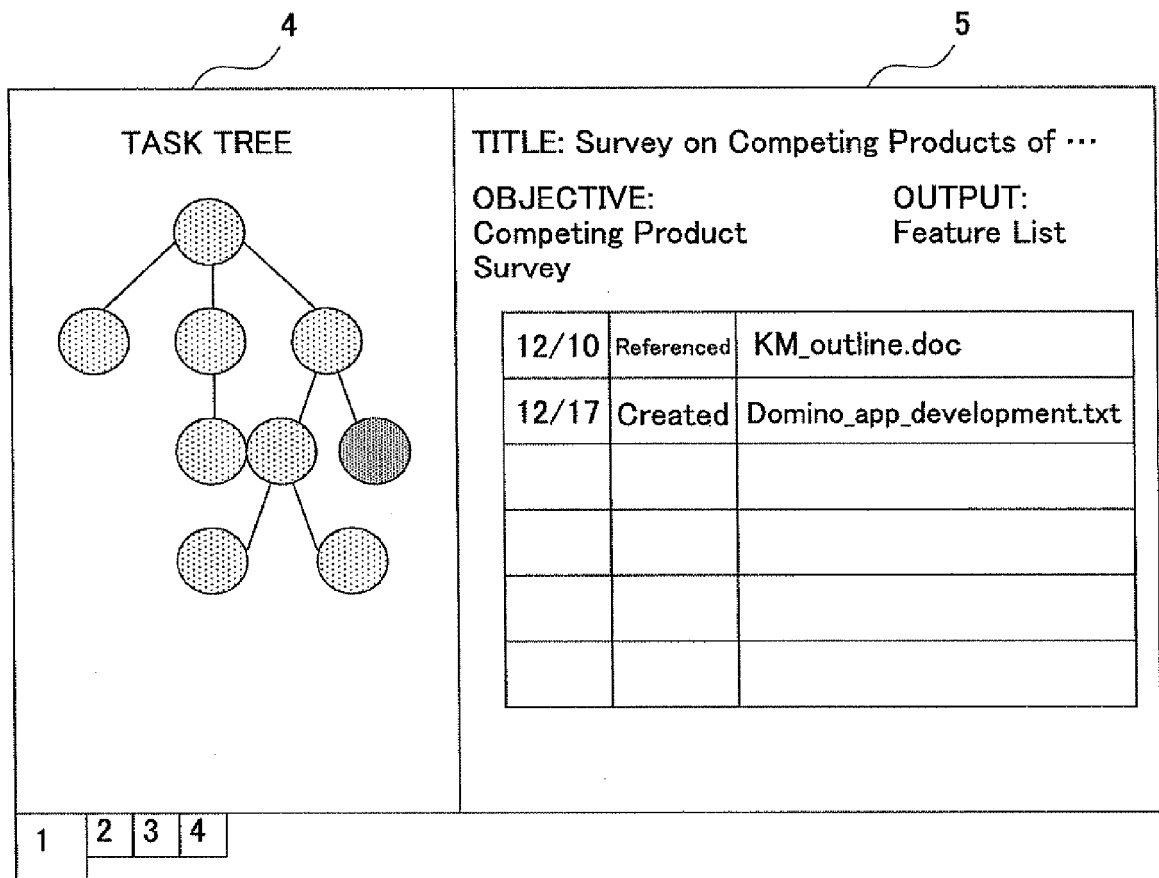 4
5
TASK TREE
TITLE: Survey on Competing Products of ···
OBJECTIVE:
Competing Product
Survey
OUTPUT:
Feature List
12/10 Referenced KM_outline.doc
12/17 Created Domino_app_development.txt
1 2 3 4